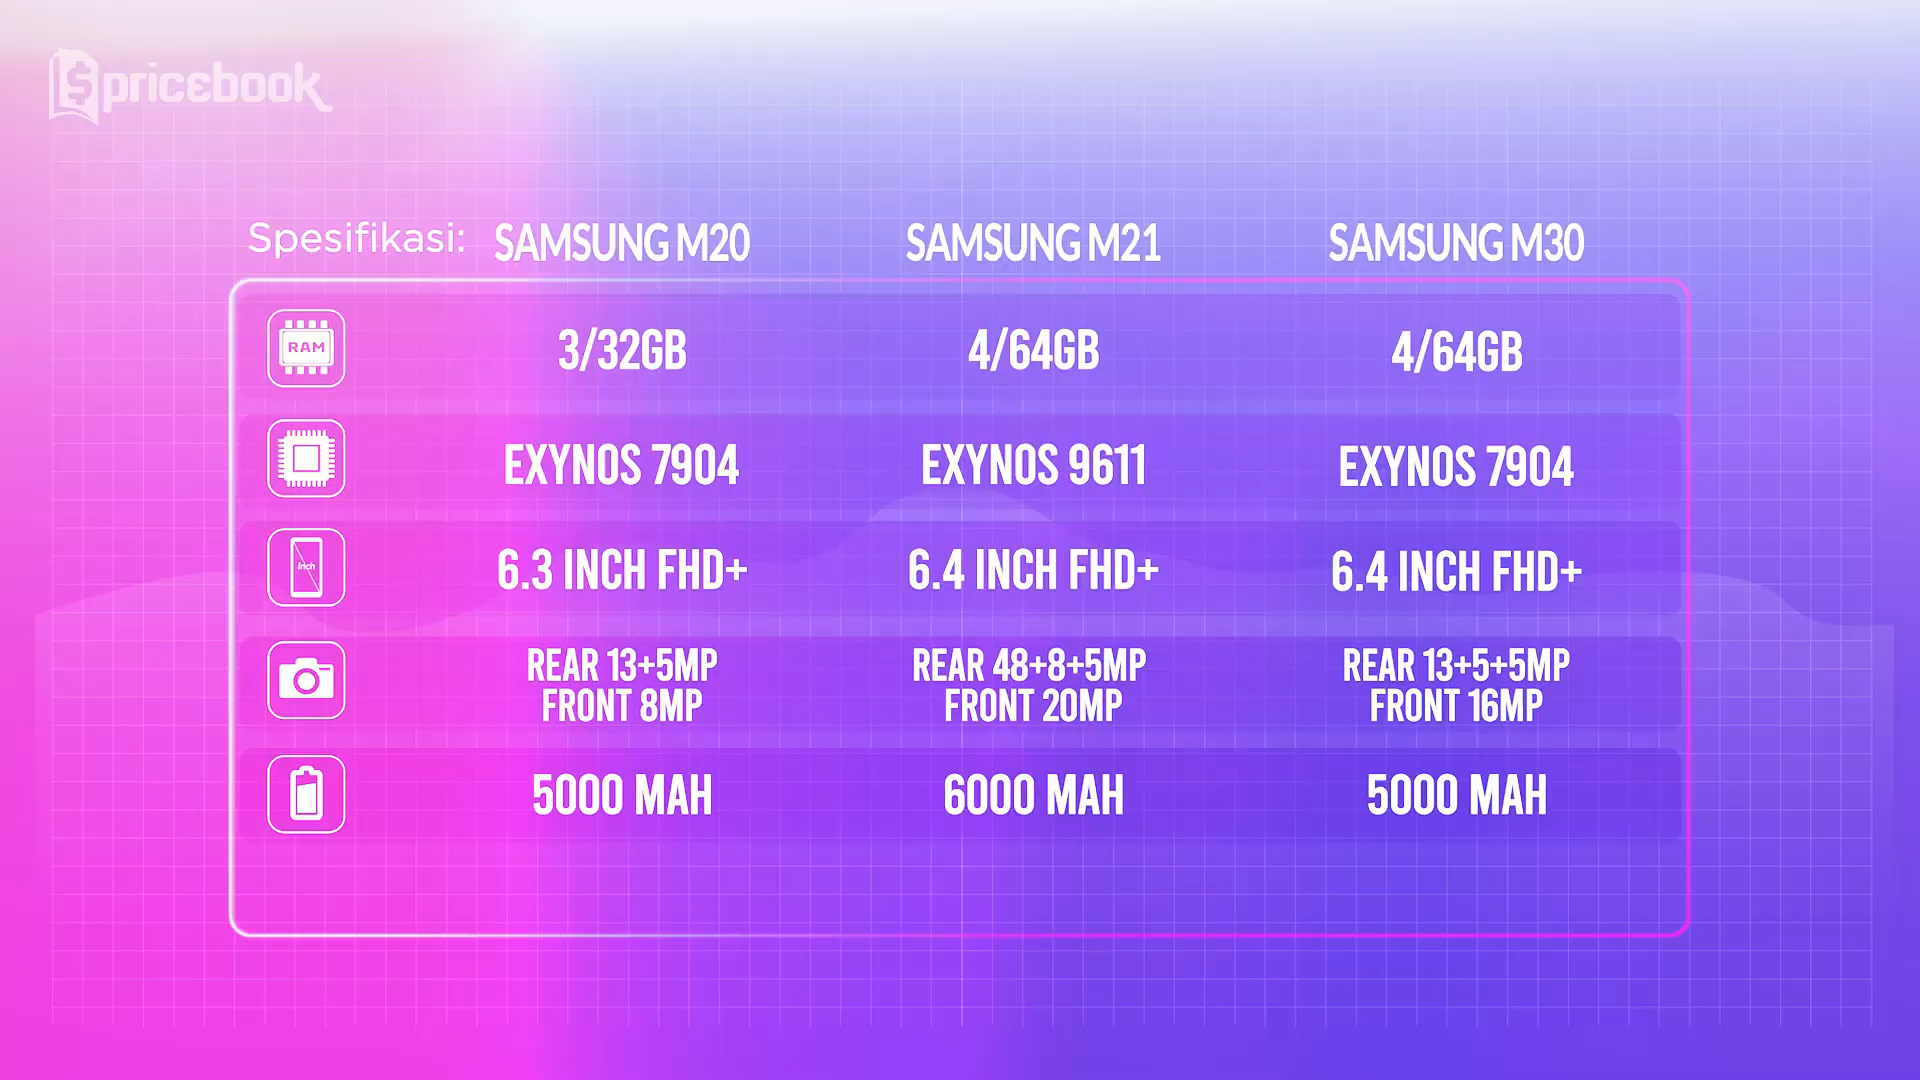 pricebook
Spesifikasi: SAMSUNG M20 SAMSUNG M21 SAMSUNG M30
RAM 3/32GB 4/64GB 4/64GB
EXYNOS 7904 EXYNOS 9611 EXYNOS 7904
Inch 6.3 INCH FHD+ 6.4 INCH FHD+ 6.4 INCH FHD+
REAR 13+5MP REAR 48+8+5MP REAR 13+5+5MP
FRONT 8MP FRONT 20MP FRONT 16MP
5000 MAH 6000 MAH 5000 MAH